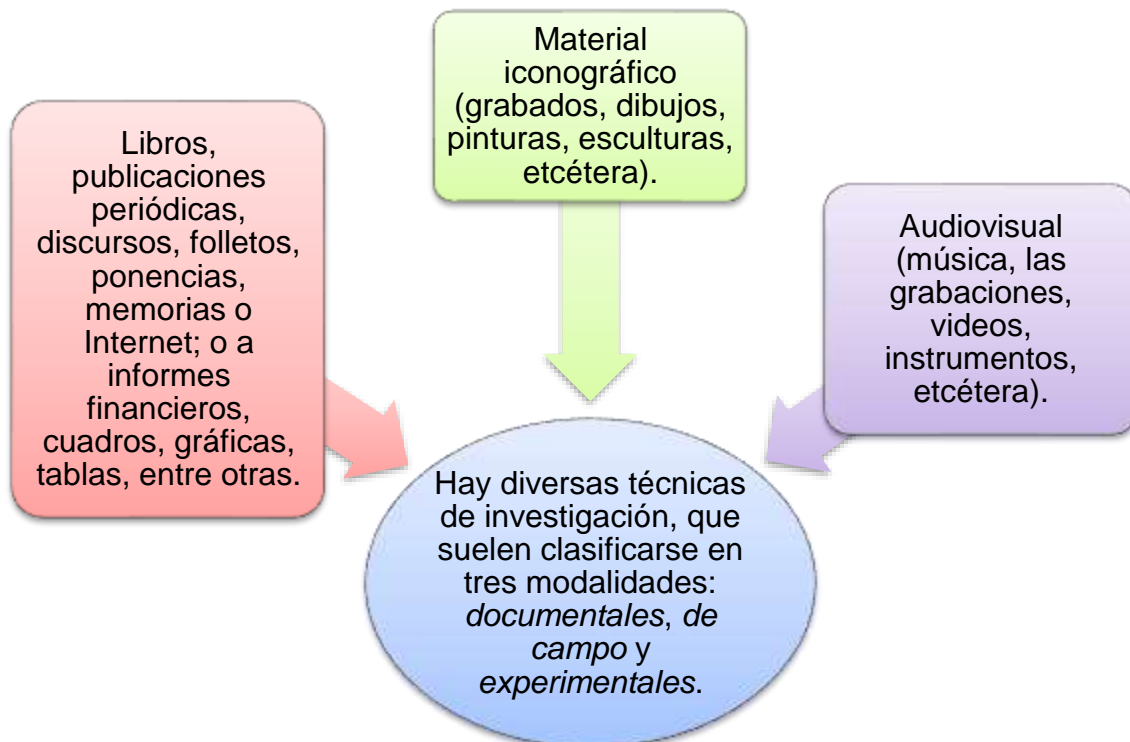 Material
iconográfico
(grabados, dibujos,
pinturas, esculturas,
etcétera).
Libros,
publicaciones
periódicas,
discursos, folletos,
ponencias,
memorias o
Internet; o a
informes
financieros,
cuadros, gráficas,
tablas, entre otras.
Audiovisual
(música, las
grabaciones,
videos,
instrumentos,
etcétera).
Hay diversas técnicas
de investigación, que
suelen clasificarse en
tres modalidades:
documentales, de
campo y
experimentales.